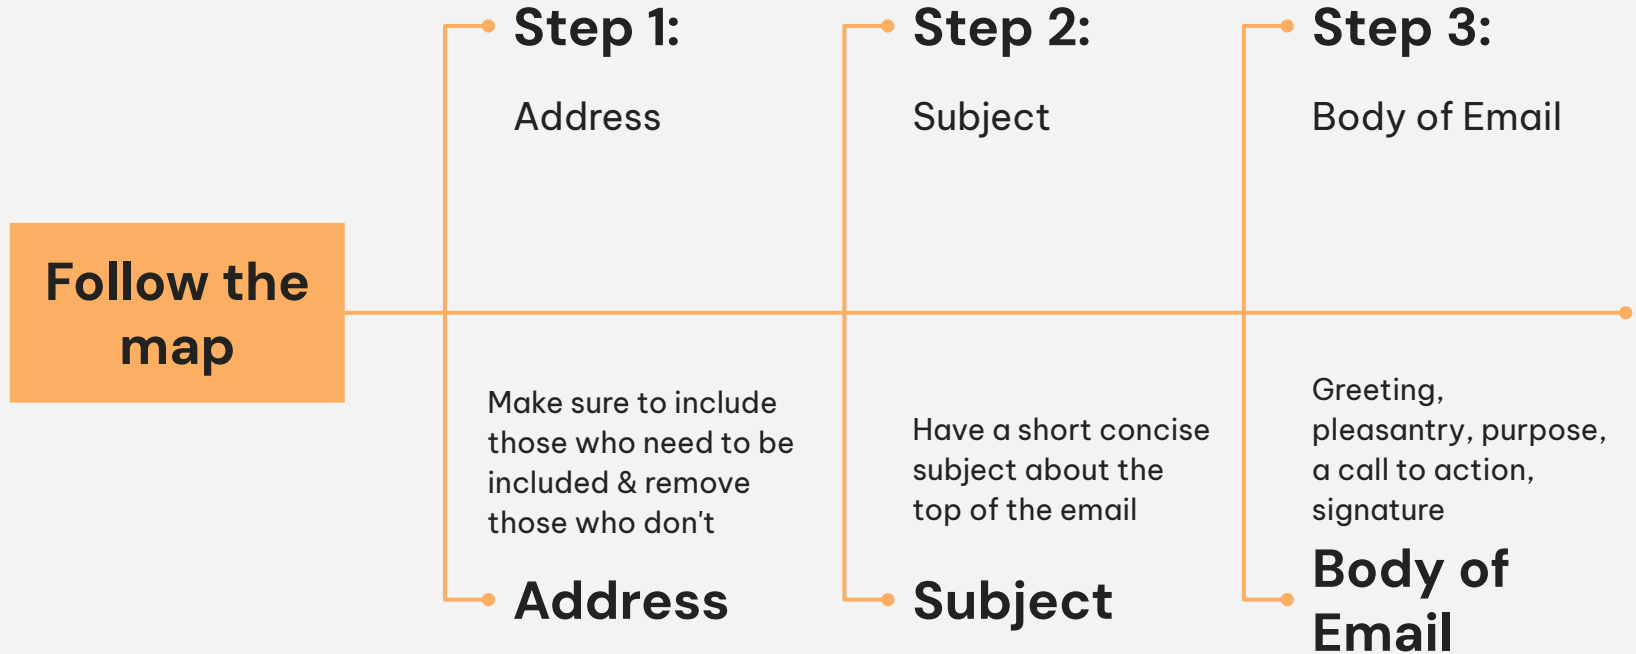 Follow the
map
Step 1:
Address
Make sure to include
those who need to be
included & remove
those who don't
Address
Step 2:
Subject
Have a short concise
subject about the
top of the email
Subject
Step 3:
Body of Email
Greeting,
pleasantry, purpose,
a call to action,
signature
Body of
Email